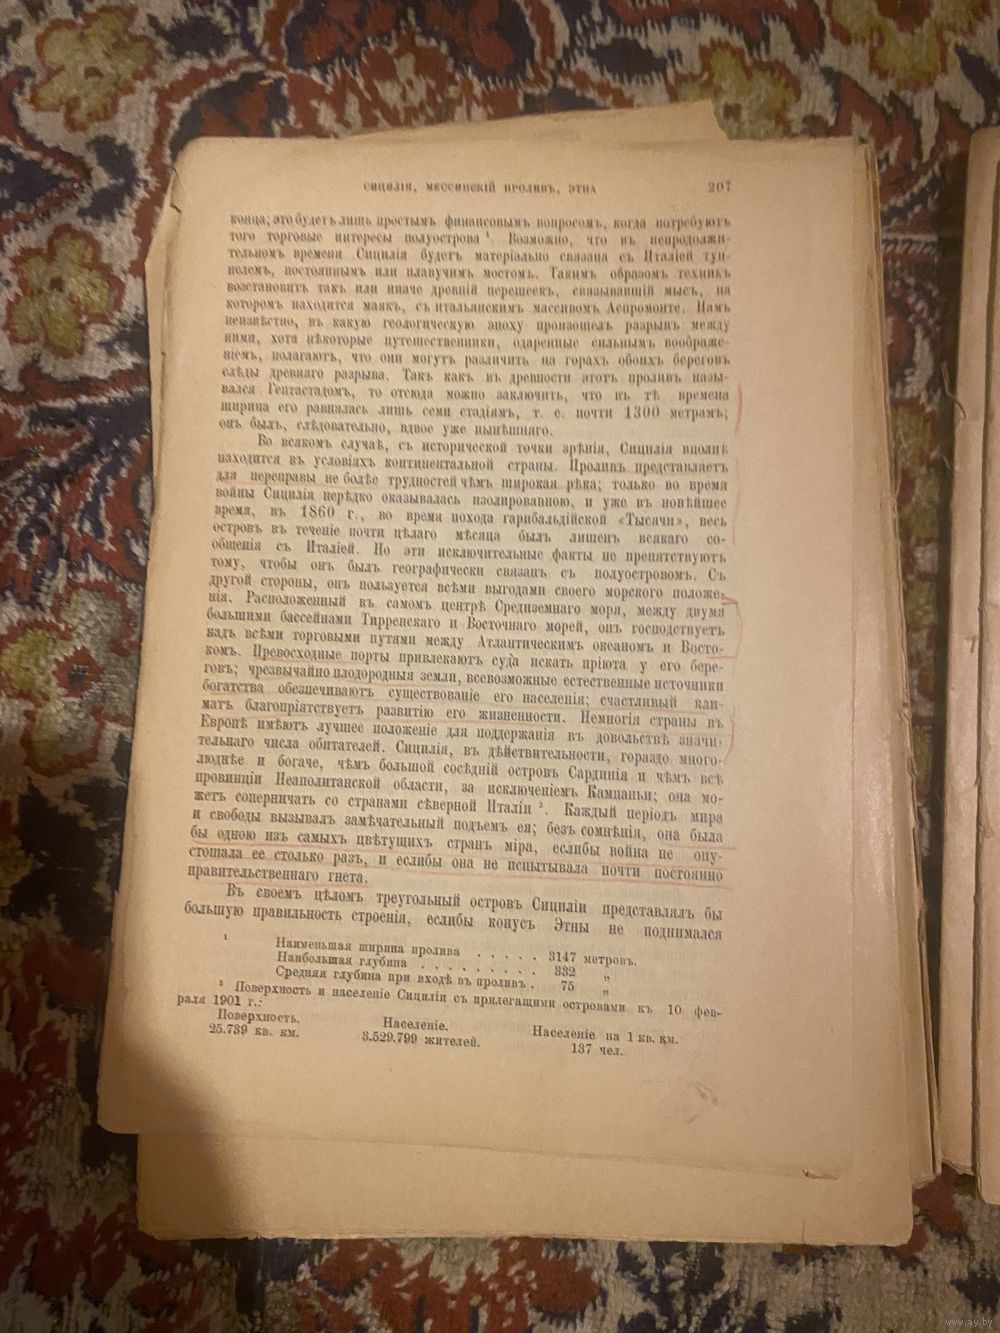 СИЦИЛІЯ, МЕССИНСКІЙ ПРОЛИВЪ, ЭТНА 207
конца; это будетъ лишь простымъ финансовымъ вопросомъ, когда потребуютъ
того торговые интересы полуострова ¹. Возможно, что въ непродолжи-
тельномъ времени Сицилія будетъ матеріально связана съ Италіей тун-
нелемъ, постояннымъ или плавучимъ мостомъ. Такимъ образомъ техникъ
возстановитъ такъ или иначе древній перешеекъ, связывавшій мысъ, на
которомъ находится маякъ, съ итальянскимъ массивомъ Аспромонте. Намъ
неизвѣстно, въ какую геологическую эпоху произошелъ разрывъ между
ними, хотя нѣкоторые путешественники, одаренные сильнымъ воображе-
ніемъ, полагаютъ, что они могутъ различить на горахъ обоихъ береговъ
слѣды древняго разрыва. Такъ какъ въ древности этотъ проливъ назы-
вался Гептастадомъ, то отсюда можно заключить, что въ тѣ времена
ширина его равнялась лишь семи стадіямъ, т. е. почти 1300 метрамъ;
онъ былъ, слѣдовательно, вдвое уже нынѣшняго.
Во всякомъ случаѣ, съ исторической точки зрѣнія, Сицилія вполнѣ
находится въ условіяхъ континентальной страны. Проливъ представляетъ
для переправы не болѣе трудностей чѣмъ широкая рѣка; только во время
войны Сицилія нерѣдко оказывалась изолированною, и уже въ новѣйшее
время, въ 1860 г., во время похода гарибальдійской «Тысячи», весь
островъ въ теченіе почти цѣлаго мѣсяца былъ лишенъ всякаго со-
общенія съ Италіей. Но эти исключительные факты не препятствуютъ
тому, чтобы онъ былъ географически связанъ съ полуостровомъ. Съ
другой стороны, онъ пользуется всѣми выгодами своего морского положе-
нія. Расположенный въ самомъ центрѣ Средиземнаго моря, между двумя
большими бассейнами Тирренскаго и Восточнаго морей, онъ господствуетъ
надъ всѣми торговыми путями между Атлантическимъ океаномъ и Восто-
комъ. Превосходные порты привлекаютъ суда искать пріюта у его бере-
говъ; чрезвычайно плодородныя земли, всевозможные естественные источники
богатства обезпечиваютъ существованіе его населенія; счастливый кли-
матъ благопріятствуетъ развитію его жизненности. Немногія страны въ
Европѣ имѣютъ лучшее положеніе для поддержанія въ довольствѣ значи-
тельнаго числа обитателей. Сицилія, въ дѣйствительности, гораздо много-
люднѣе и богаче, чѣмъ большой сосѣдній островъ Сардинія и чѣмъ всѣ
провинціи Неаполитанской области, за исключеніемъ Кампаньи; она мо-
жетъ соперничать со странами сѣверной Италіи ². Каждый періодъ мира
и свободы вызывалъ замѣчательный подъемъ ея; безъ сомнѣнія, она была
бы одною изъ самыхъ цвѣтущихъ странъ міра, еслибы война не опу-
стошала ее столько разъ, и еслибы она не испытывала почти постоянно
правительственнаго гнета.
Въ своемъ цѣломъ треугольный островъ Сициліи представлялъ бы
большую правильность строенія, еслибы конусъ Этны не поднимался
¹ Наименьшая ширина пролива . . . . . 3147 метровъ.
Наибольшая глубина . . . . . . . . . 332 „
Средняя глубина при входѣ въ проливъ . 75 „
² Поверхность и населеніе Сициліи съ прилегащими островами къ 10 фев-
раля 1901 г.:
Поверхность. Населеніе. Населеніе на 1 кв. км.
25.739 кв. км. 3.529.799 жителей. 137 чел.
www.ay.by